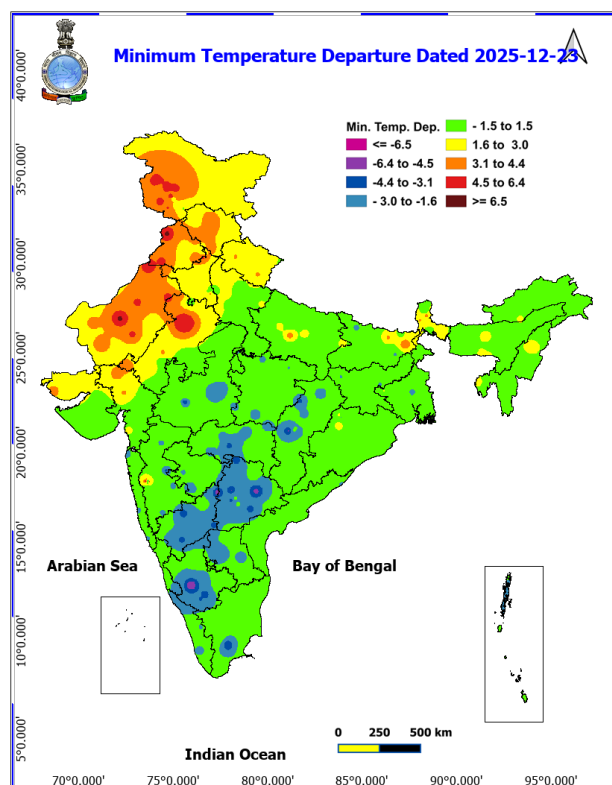 Minimum Temperature Departure Dated 2025-12-23
Min. Temp. Dep.
<= -6.5
-6.4 to -4.5
-4.4 to -3.1
- 3.0 to -1.6
- 1.5 to 1.5
1.6 to 3.0
3.1 to 4.4
4.5 to 6.4
>= 6.5
40°0.000'
35°0.000'
30°0.000'
25°0.000'
20°0.000'
15°0.000'
10°0.000'
5°0.000'
Arabian Sea
Bay of Bengal
Indian Ocean
0 250 500 km
70°0.000' 75°0.000' 80°0.000' 85°0.000' 90°0.000' 95°0.000'